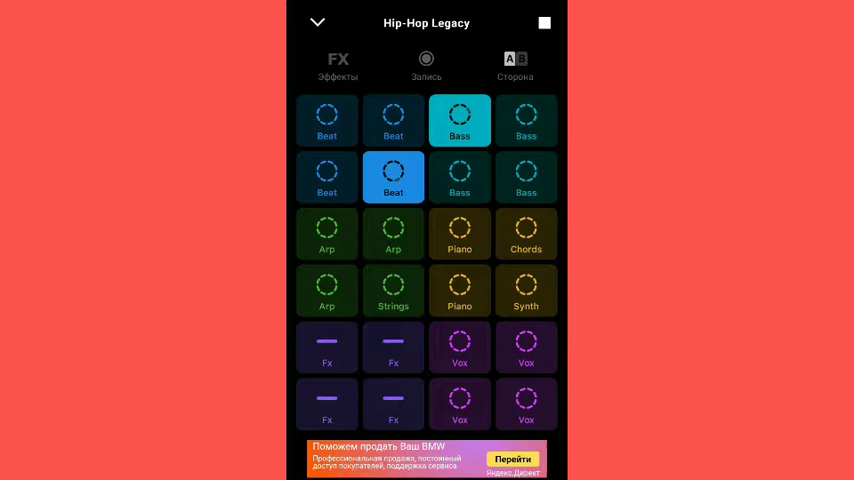 Hip-Hop Legacy
FX
A B
Эффекты
Запись
Сторона
Beat
Beat
Bass
Bass
Beat
Beat
Bass
Bass
Arp
Arp
Piano
Chords
Arp
Strings
Piano
Synth
Fx
Fx
Vox
Vox
Fx
Fx
Vox
Vox
Поможем продать Ваш BMW
Профессиональная продажа, постоянный
доступ покупателей, поддержка сервиса
Перейти
Яндекс.Директ